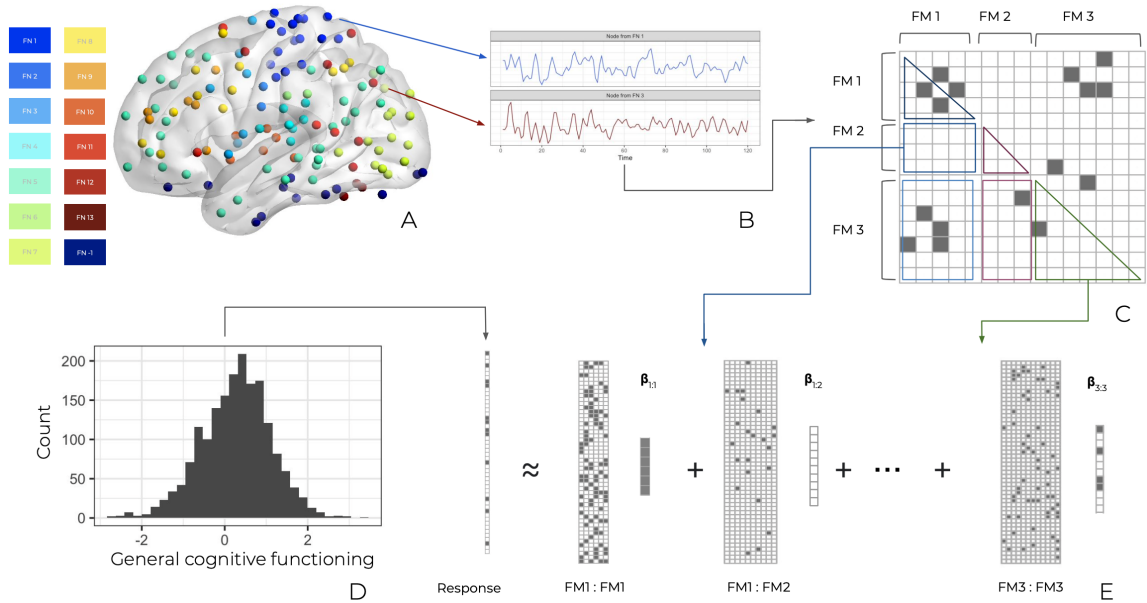 FN 1
FN 8
FN 2
FN 9
FN 3
FN 10
FN 4
FN 11
FN 5
FN 12
FN 6
FN 13
FN 7
FN -1
A
Node from FN 1
Node from FN 3
0
20
40
60
80
100
120
Time
B
FM 1
FM 2
FM 3
FM 1
FM 2
FM 3
C
200
150
100
50
0
Count
-2
0
2
General cognitive functioning
D
Response
≈
β1:1
FM1 : FM1
+
β1:2
FM1 : FM2
+
...
+
β3:3
FM3 : FM3
E